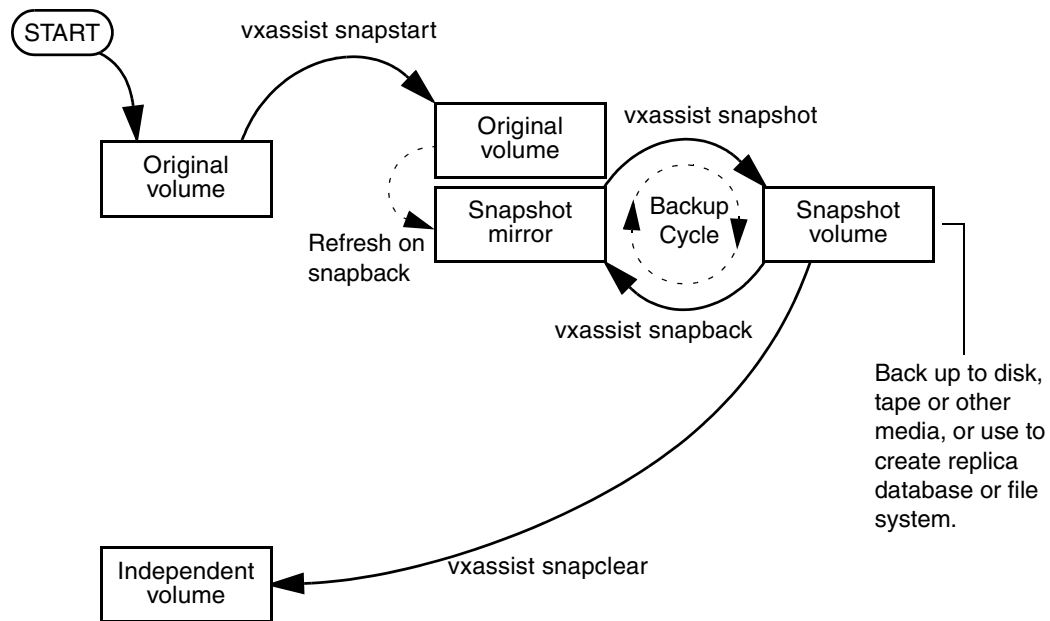 START
vxassist snapstart
Original
volume
Original
volume
vxassist snapshot
Snapshot
mirror
Backup
Cycle
Snapshot
volume
Refresh on
snapback
vxassist snapback
Back up to disk,
tape or other
media, or use to
create replica
database or file
system.
Independent
volume
vxassist snapclear